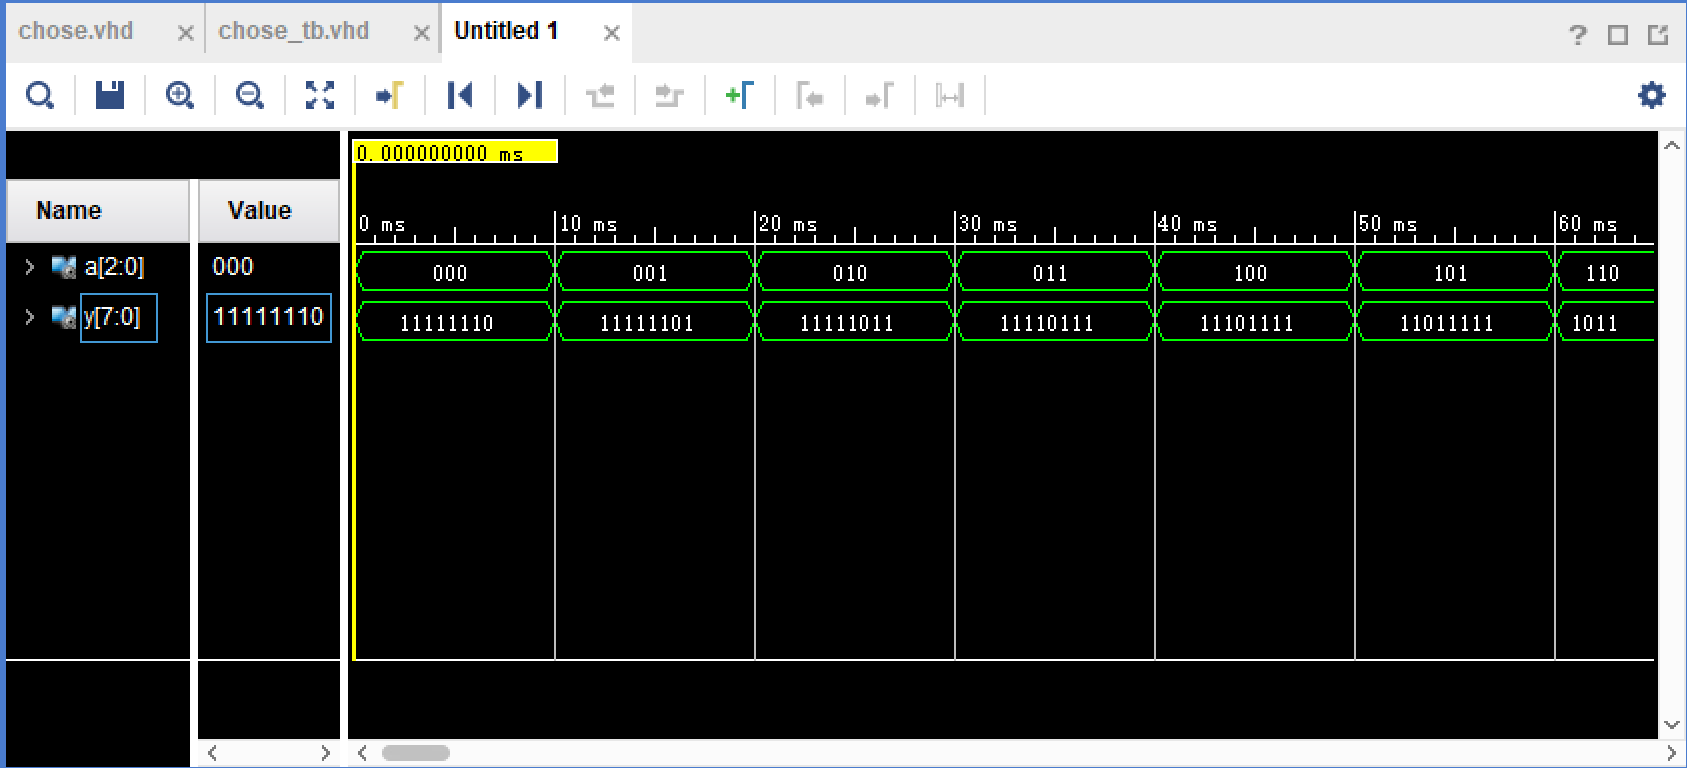 chose.vhd chose_tb.vhd Untitled 1
?
0.000000000 ms
Name Value
0 ms 10 ms 20 ms 30 ms 40 ms 50 ms 60 ms
a[2:0] 000 000 001 010 011 100 101 110
y[7:0] 11111110 11111110 11111101 11111011 11110111 11101111 11011111 1011